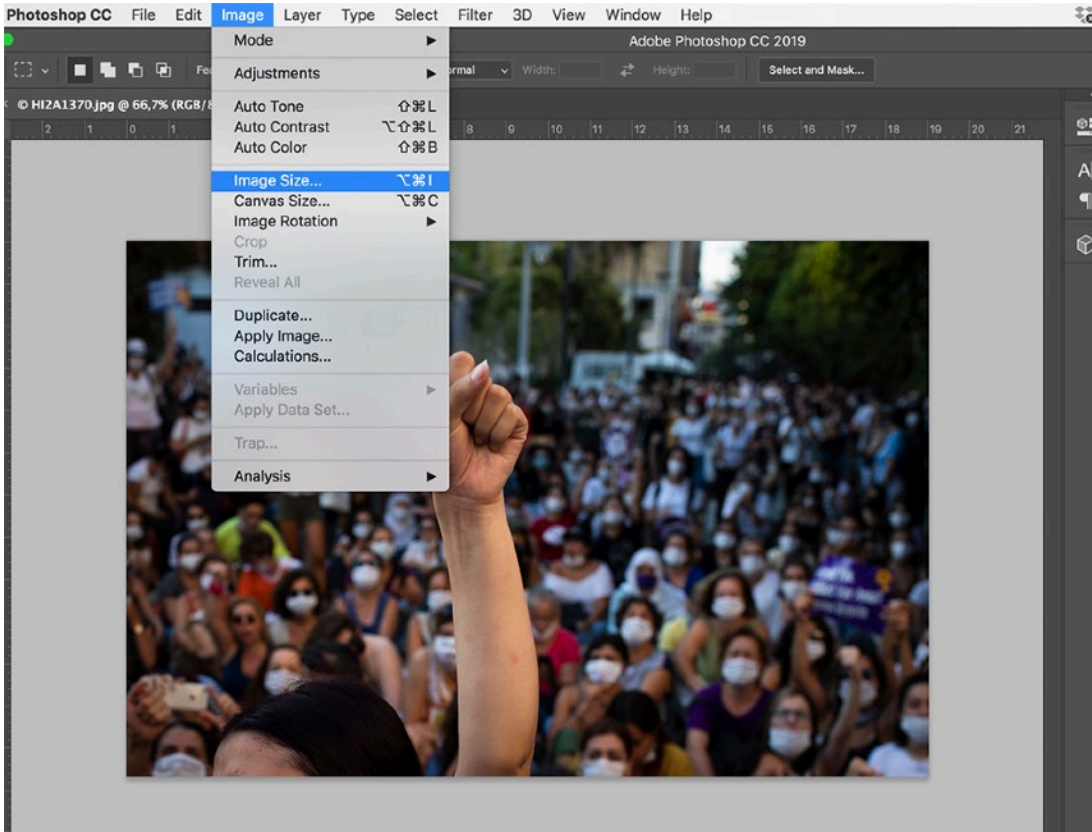 Photoshop CC File Edit Image Layer Type Select Filter 3D View Window Help
Adobe Photoshop CC 2019
Width: Height: Select and Mask...
© HI2A1370.jpg @ 66,7% (RGB/8
2 1 0 1 8 9 10 11 12 13 14 15 16 17 18 19 20 21
Mode ▶
Adjustments ▶
Auto Tone ⇧⌘L
Auto Contrast ⌥⇧⌘L
Auto Color ⇧⌘B
Image Size... ⌥⌘I
Canvas Size... ⌥⌘C
Image Rotation ▶
Crop
Trim...
Reveal All
Duplicate...
Apply Image...
Calculations...
Variables ▶
Apply Data Set...
Trap...
Analysis ▶